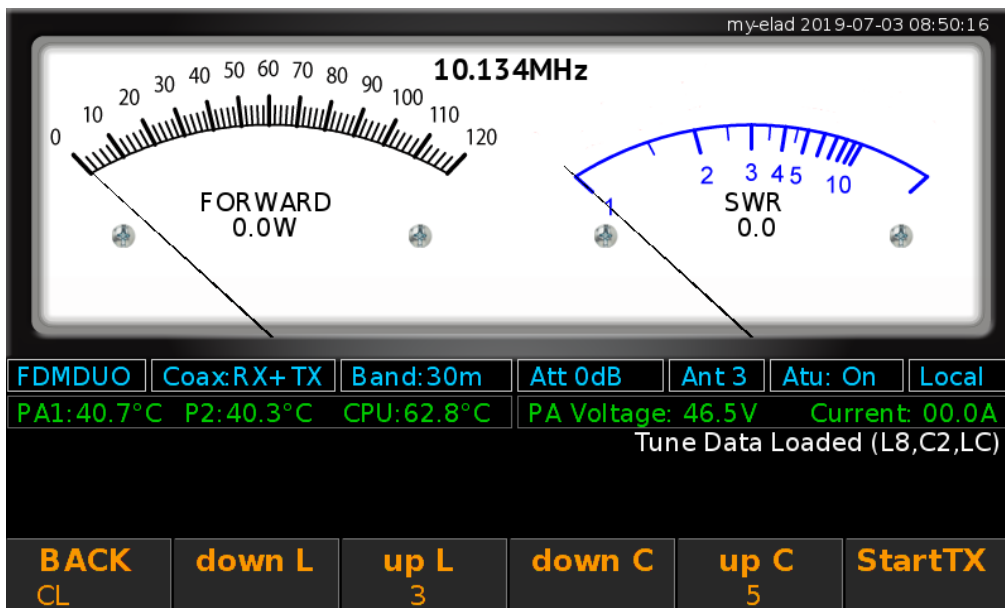 my-elad 2019-07-03 08:50:16
10.134MHz
0 10 20 30 40 50 60 70 80 90 100 110 120
FORWARD
0.0W
1 2 3 4 5 10
SWR
0.0
FDMDUO Coax:RX+TX Band:30m Att 0dB Ant 3 Atu: On Local
PA1:40.7°C P2:40.3°C CPU:62.8°C PA Voltage: 46.5V Current: 00.0A
Tune Data Loaded (L8,C2,LC)
BACK down L up L down C up C StartTX
CL 3 5